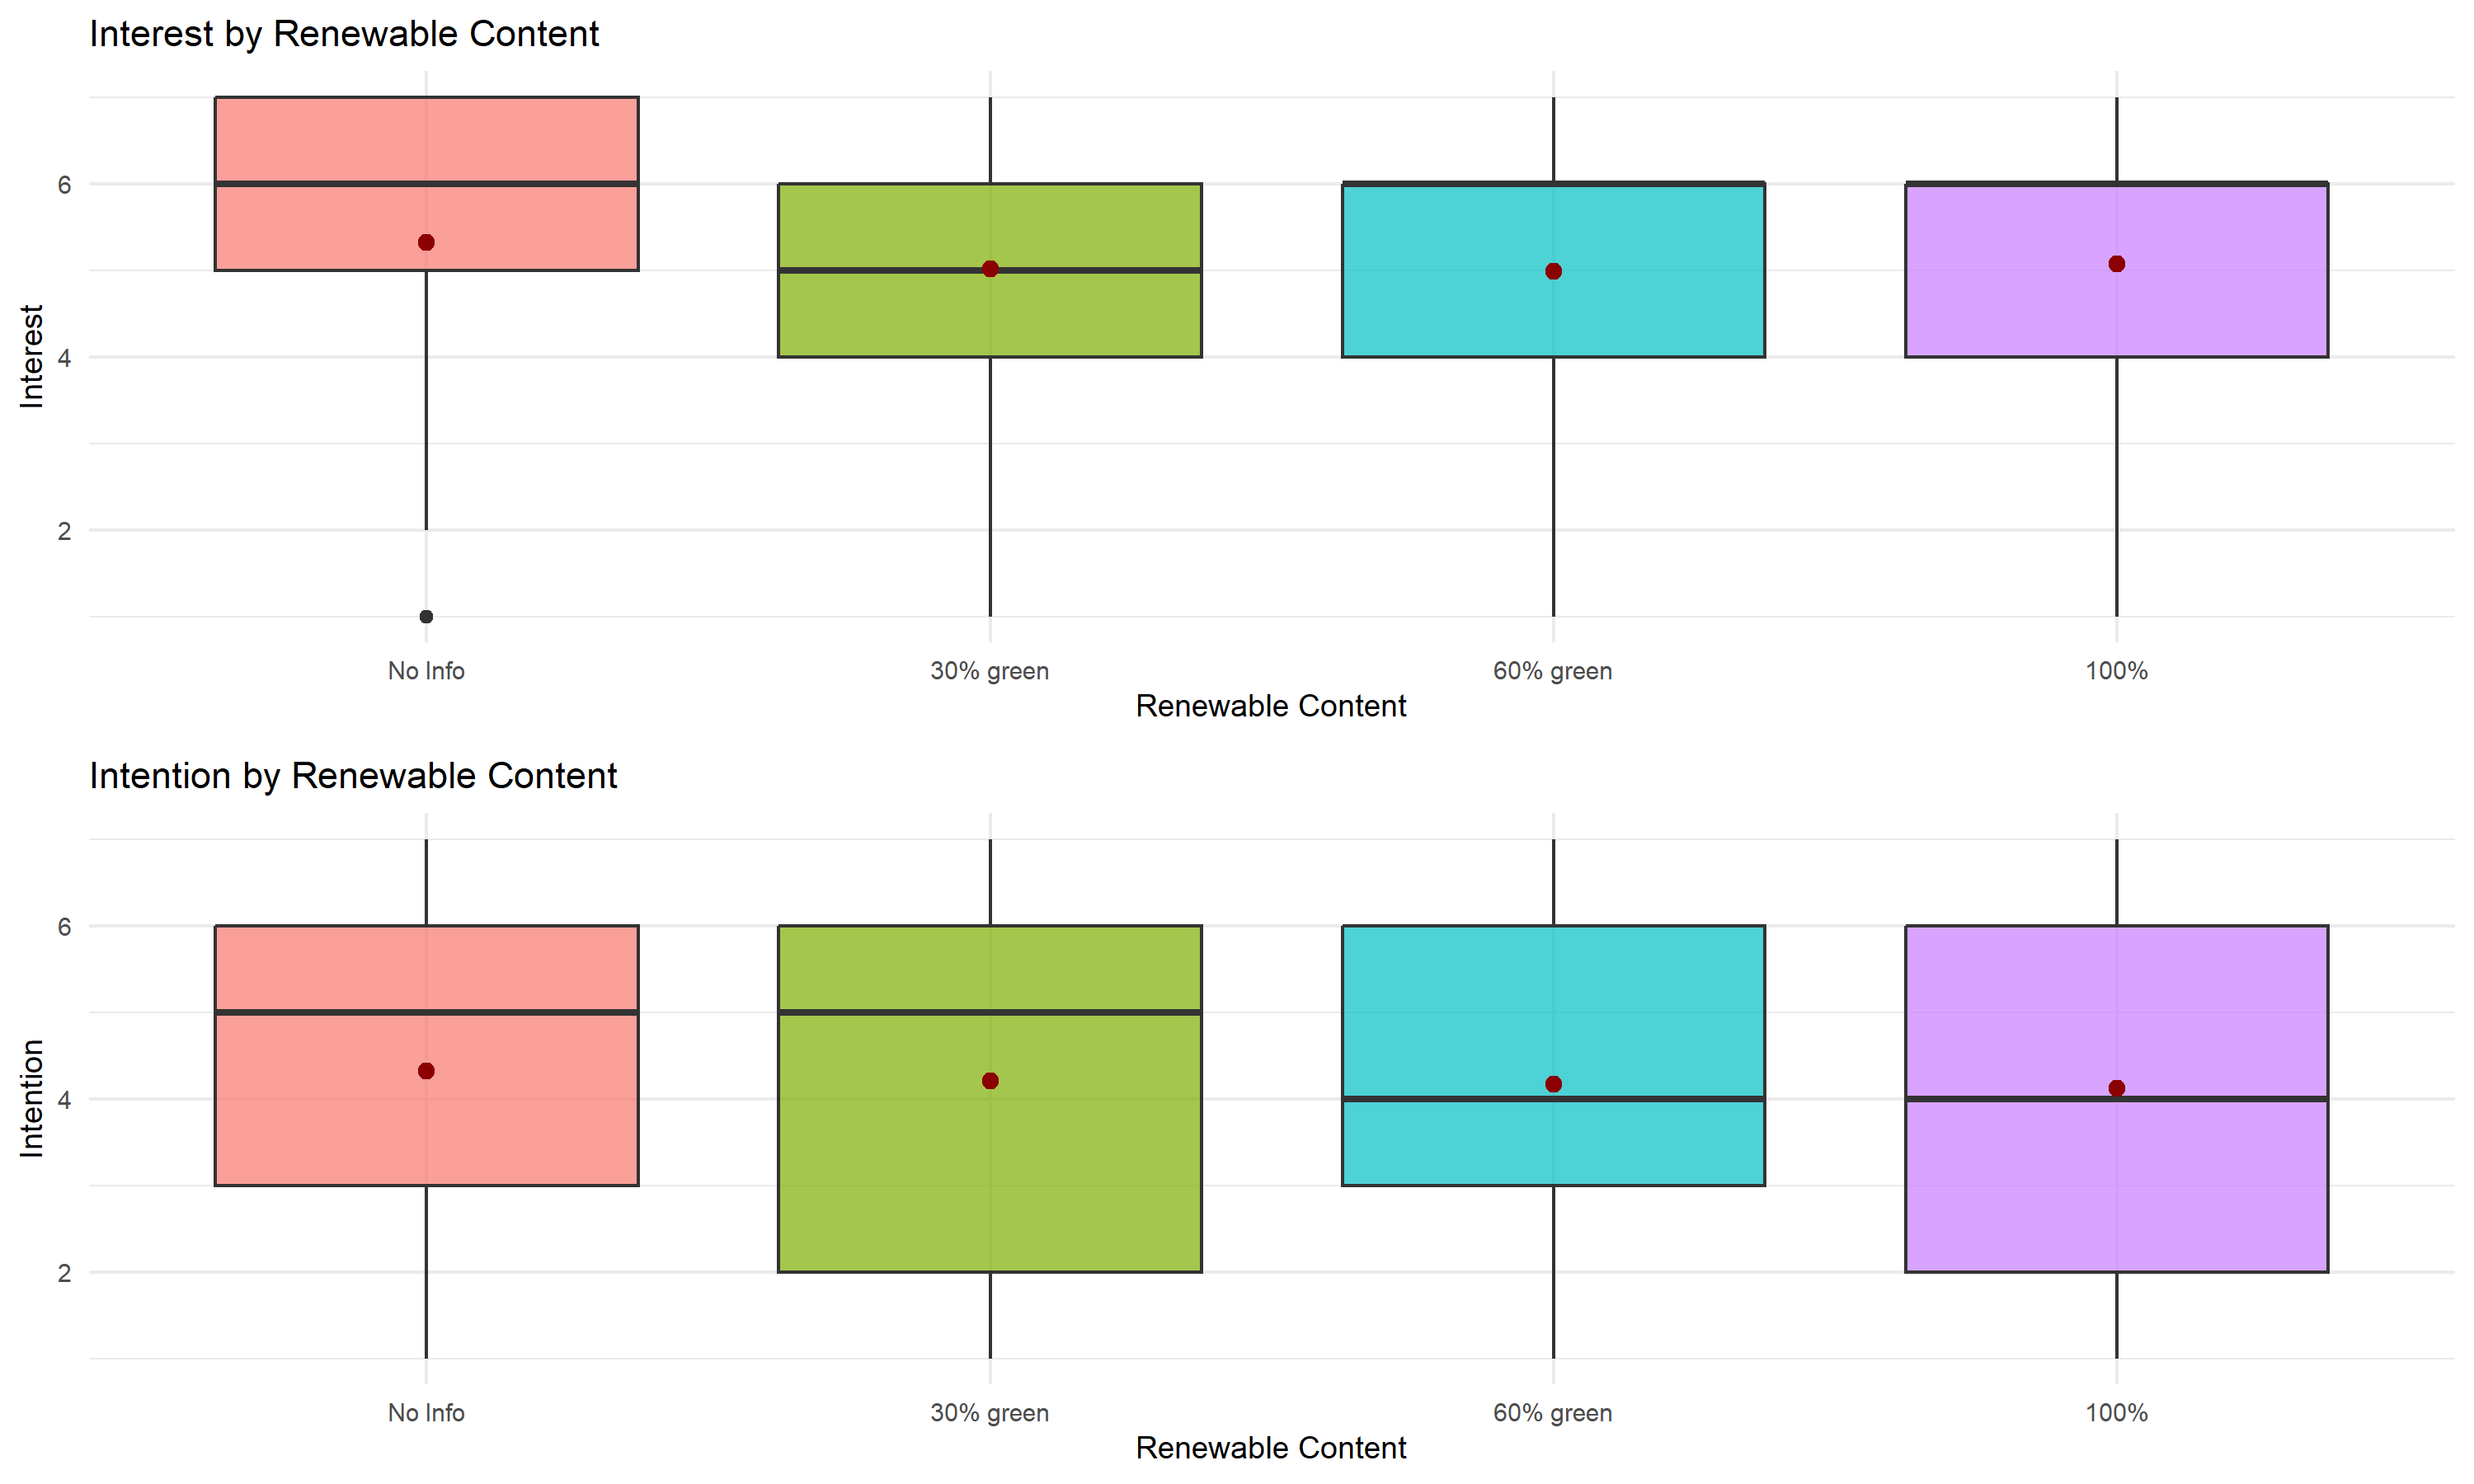 Interest by Renewable Content
Interest
6
4
2
No Info
30% green
60% green
100%
Renewable Content
Intention by Renewable Content
Intention
6
4
2
No Info
30% green
60% green
100%
Renewable Content